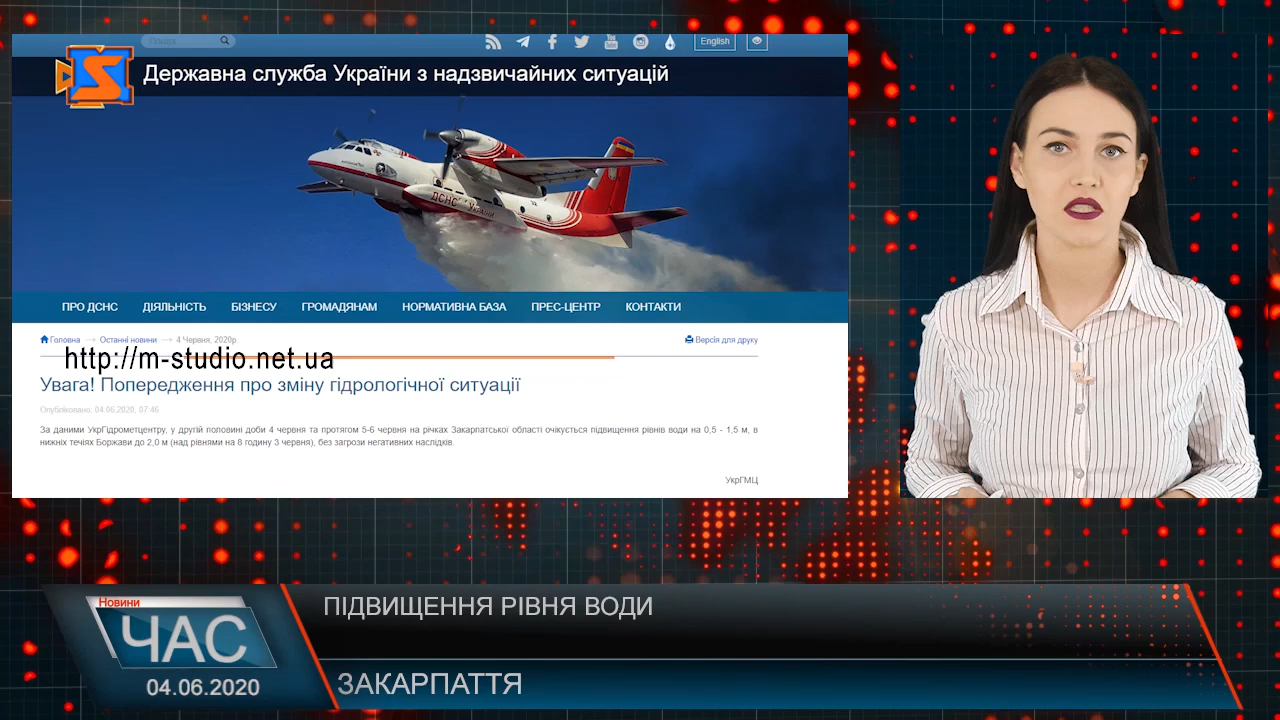 Пошук
English
Державна служба України з надзвичайних ситуацій
ДСНС УКРАЇНИ
ПРО ДСНС ДІЯЛЬНІСТЬ БІЗНЕСУ ГРОМАДЯНАМ НОРМАТИВНА БАЗА ПРЕС-ЦЕНТР КОНТАКТИ
Головна Останні новини 4 Червня, 2020р. Версія для друку
http://m-studio.net.ua
Увага! Попередження про зміну гідрологічної ситуації
Опубліковано: 04.06.2020, 07:46
За даними УкрГідрометцентру, у другій половині доби 4 червня та протягом 5-6 червня на річках Закарпатської області очікується підвищення рівнів води на 0,5 - 1,5 м, в
нижніх течіях Боржави до 2,0 м (над рівнями на 8 годину 3 червня), без загрози негативних наслідків.
УкрГМЦ
Новини
ЧАС
04.06.2020
ПІДВИЩЕННЯ РІВНЯ ВОДИ
ЗАКАРПАТТЯ